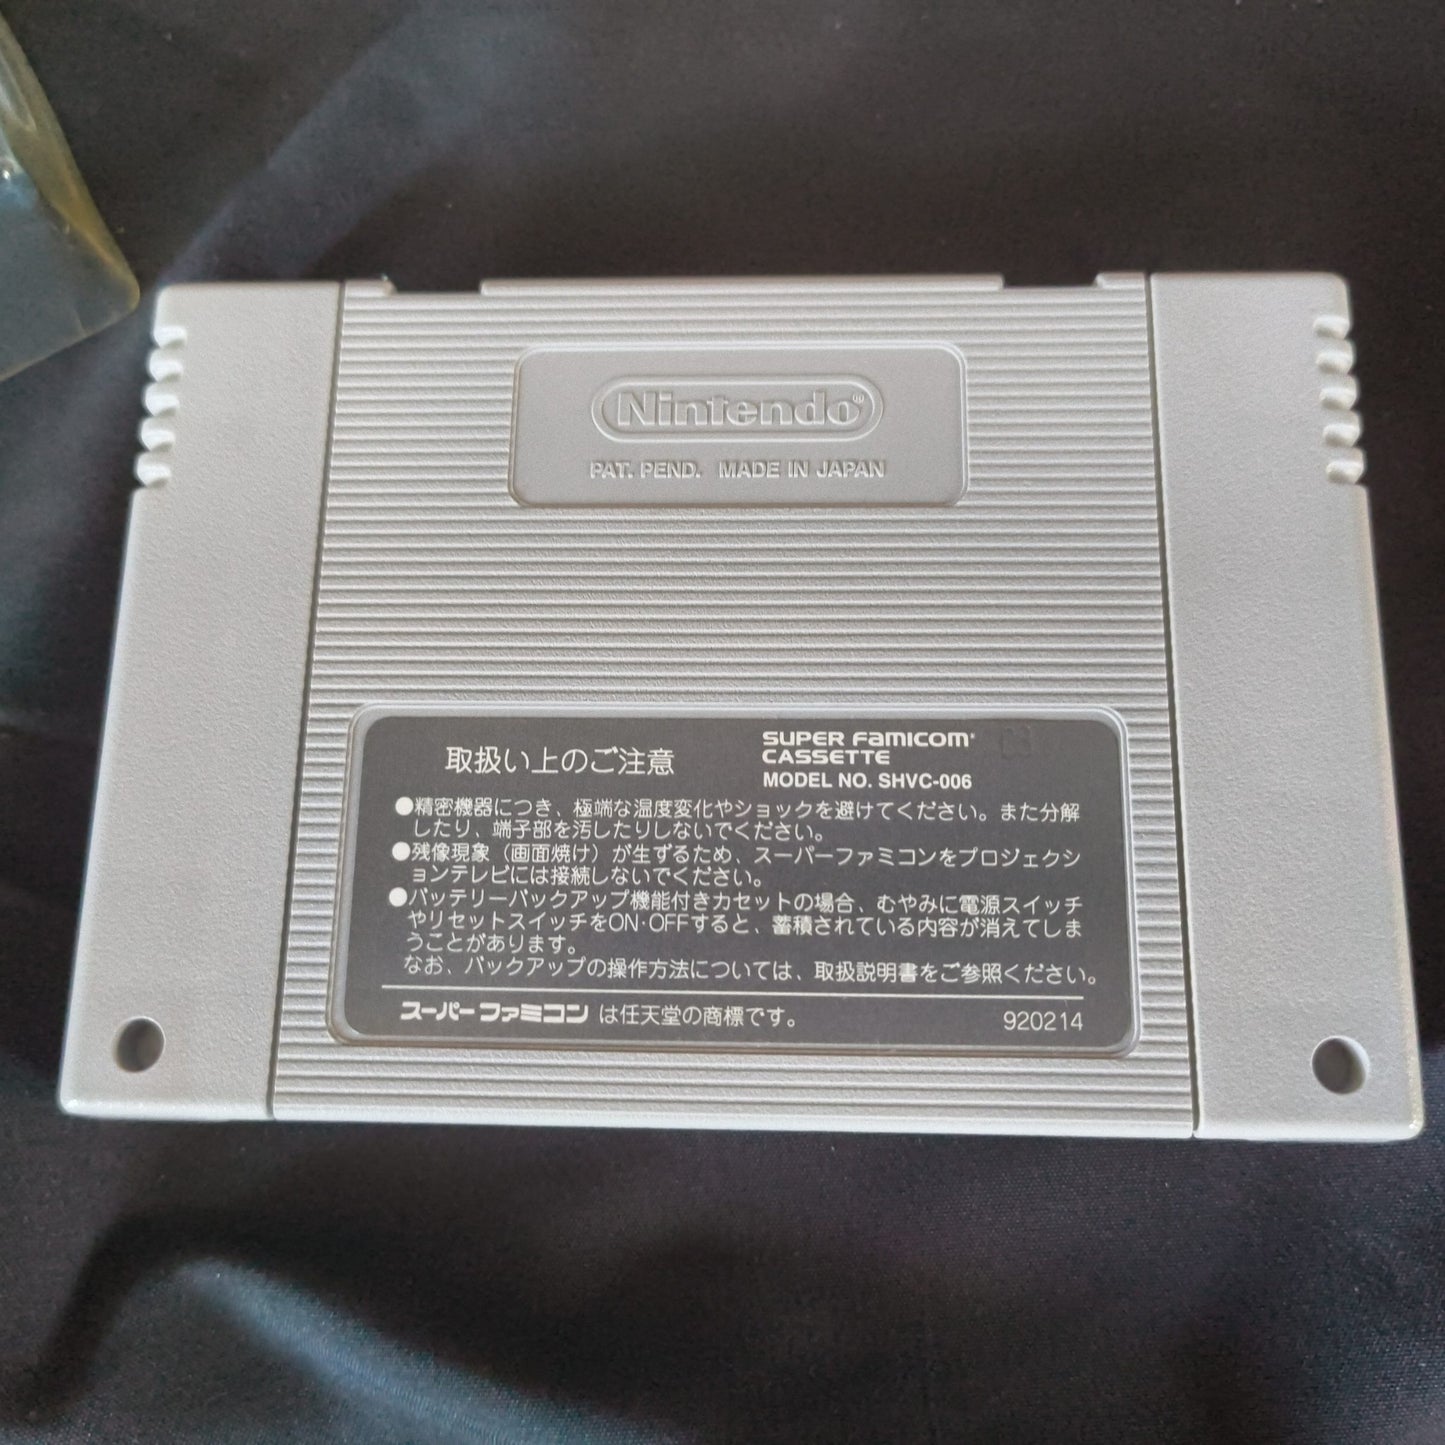 Nintendo®
PAT. PEND. MADE IN JAPAN
取扱い上のご注意
SUPER FAMICOM®
CASSETTE
MODEL NO. SHVC-006
●精密機器につき、極端な温度変化やショックを避けてください。また分解
したり、端子部を汚したりしないでください。
●残像現象（画面焼け）が生ずるため、スーパーファミコンをプロジェクシ
ョンテレビには接続しないでください。
●バッテリーバックアップ機能付きカセットの場合、むやみに電源スイッチ
やリセットスイッチをON・OFFすると、蓄積されている内容が消えてしま
うことがあります。
なお、バックアップの操作方法については、取扱説明書をご参照ください。
スーパーファミコン は任天堂の商標です。
920214